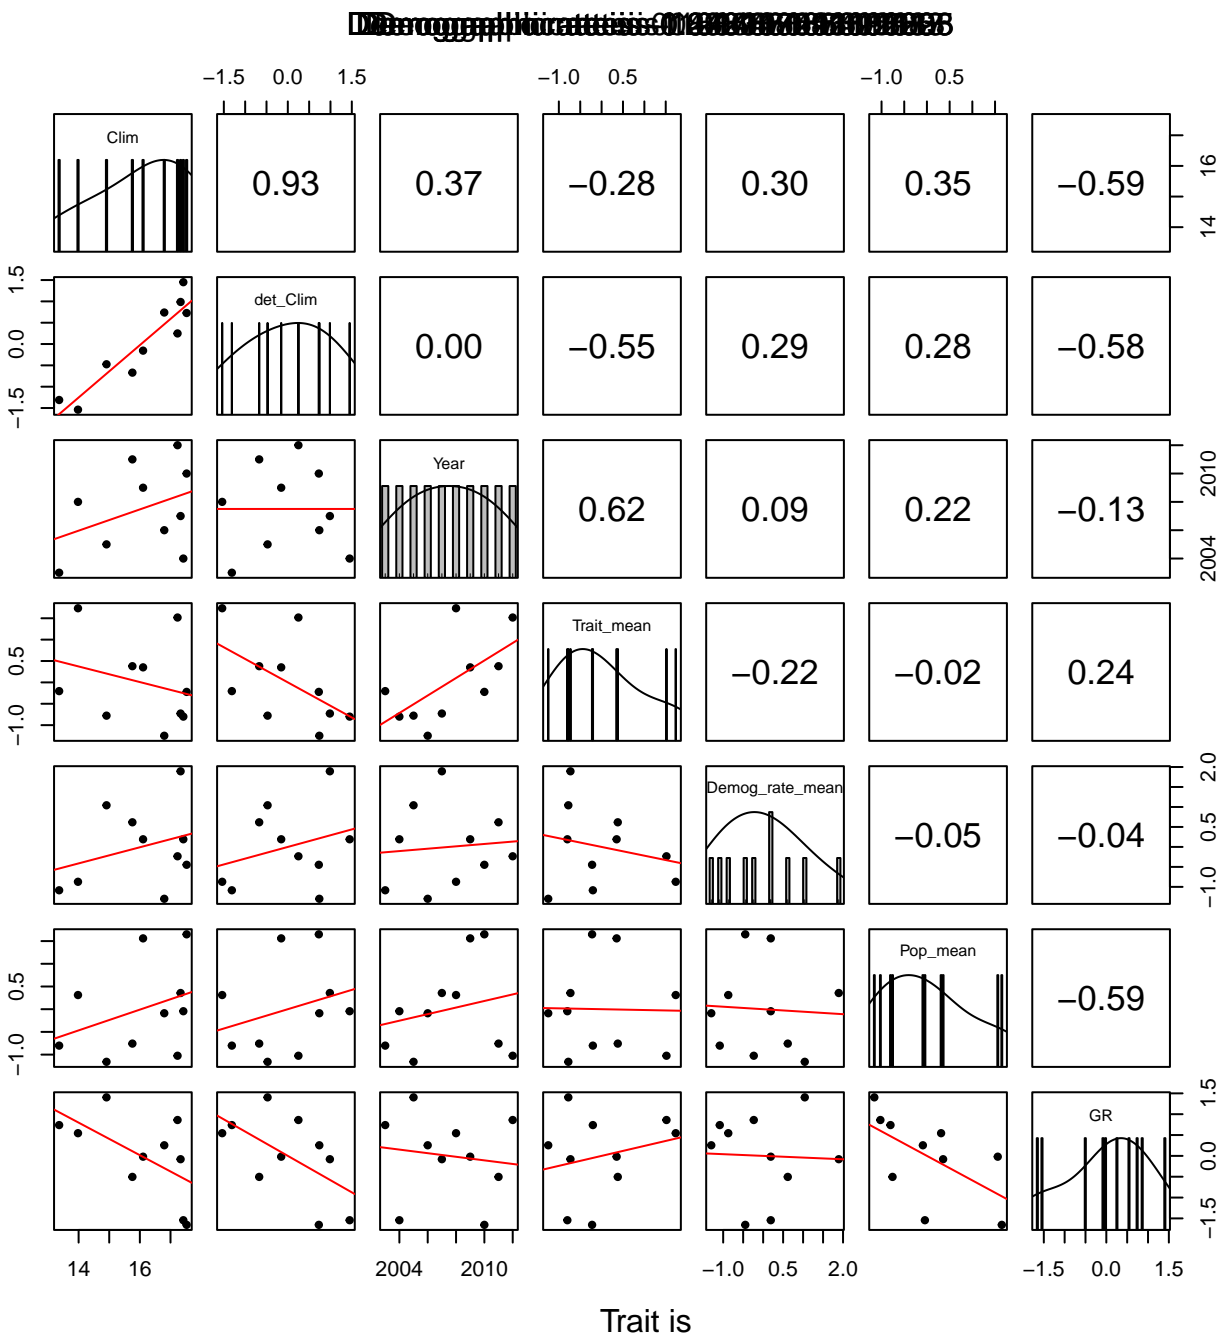 −1.5 0.0 1.5 −1.0 0.5 −1.0 0.5
Clim 0.93 0.37 −0.28 0.30 0.35 −0.59 14 16
−1.5 0.0 1.5 det_Clim 0.00 −0.55 0.29 0.28 −0.58
Year 0.62 0.09 0.22 −0.13 2004 2010
−1.0 0.5 Trait_mean −0.22 −0.02 0.24
Demog_rate_mean −0.05 −0.04 −1.0 0.5 2.0
−1.0 0.5 Pop_mean −0.59
GR −1.5 0.0 1.5
14 16 2004 2010 −1.0 0.5 2.0 −1.5 0.0 1.5
Trait is